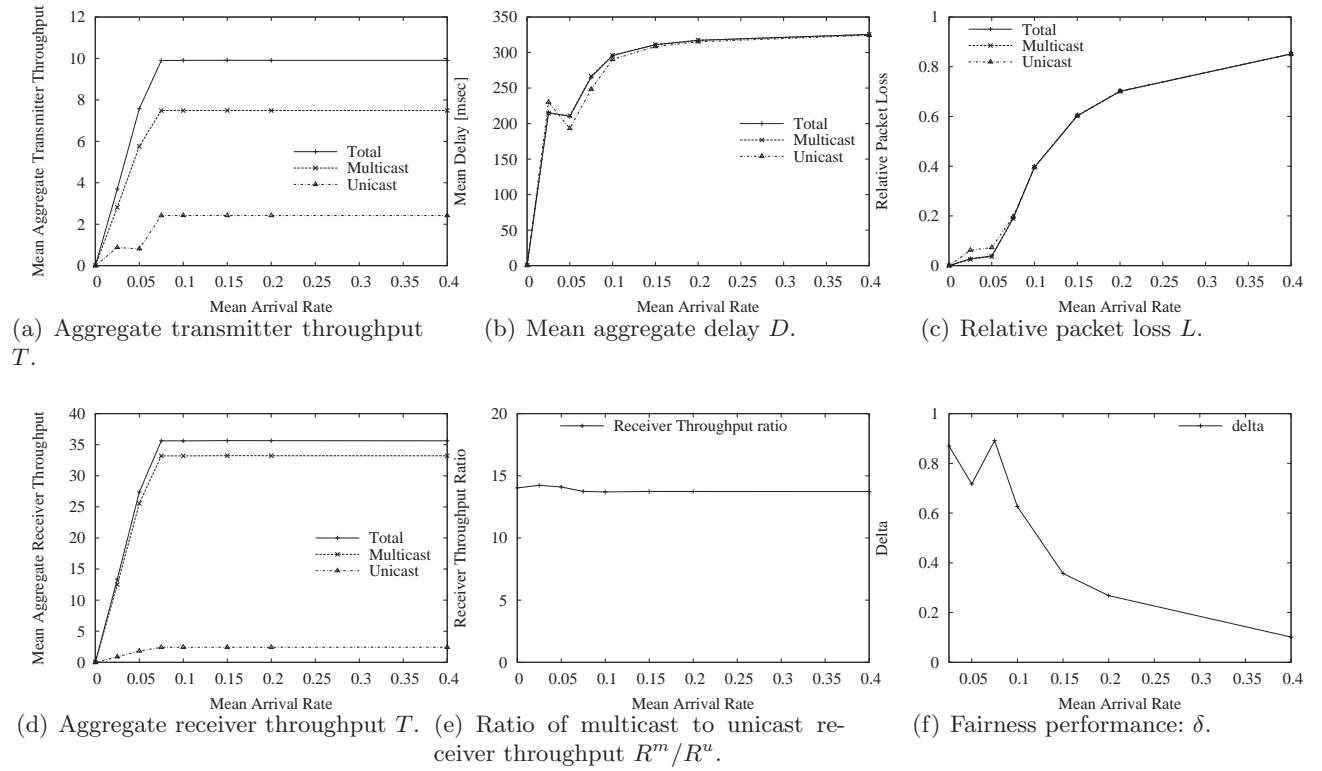 Mean Aggregate Transmitter Throughput
12
10
8
6
4
2
0
0 0.05 0.1 0.15 0.2 0.25 0.3 0.35 0.4
Mean Arrival Rate
Total
Multicast
Unicast
(a) Aggregate transmitter throughput
T.
Mean Delay [msec]
350
300
250
200
150
100
50
0
0 0.05 0.1 0.15 0.2 0.25 0.3 0.35 0.4
Mean Arrival Rate
Total
Multicast
Unicast
(b) Mean aggregate delay D.
Relative Packet Loss
1
0.8
0.6
0.4
0.2
0
0 0.05 0.1 0.15 0.2 0.25 0.3 0.35 0.4
Mean Arrival Rate
Total
Multicast
Unicast
(c) Relative packet loss L.
Mean Aggregate Receiver Throughput
40
35
30
25
20
15
10
5
0
0 0.05 0.1 0.15 0.2 0.25 0.3 0.35 0.4
Mean Arrival Rate
Total
Multicast
Unicast
(d) Aggregate receiver throughput T.
Receiver Throughput Ratio
20
15
10
5
0
0 0.05 0.1 0.15 0.2 0.25 0.3 0.35 0.4
Mean Arrival Rate
Receiver Throughput ratio
(e) Ratio of multicast to unicast re-
ceiver throughput R^m/R^u.
Delta
1
0.8
0.6
0.4
0.2
0
0.05 0.1 0.15 0.2 0.25 0.3 0.35 0.4
Mean Arrival Rate
delta
(f) Fairness performance: δ.